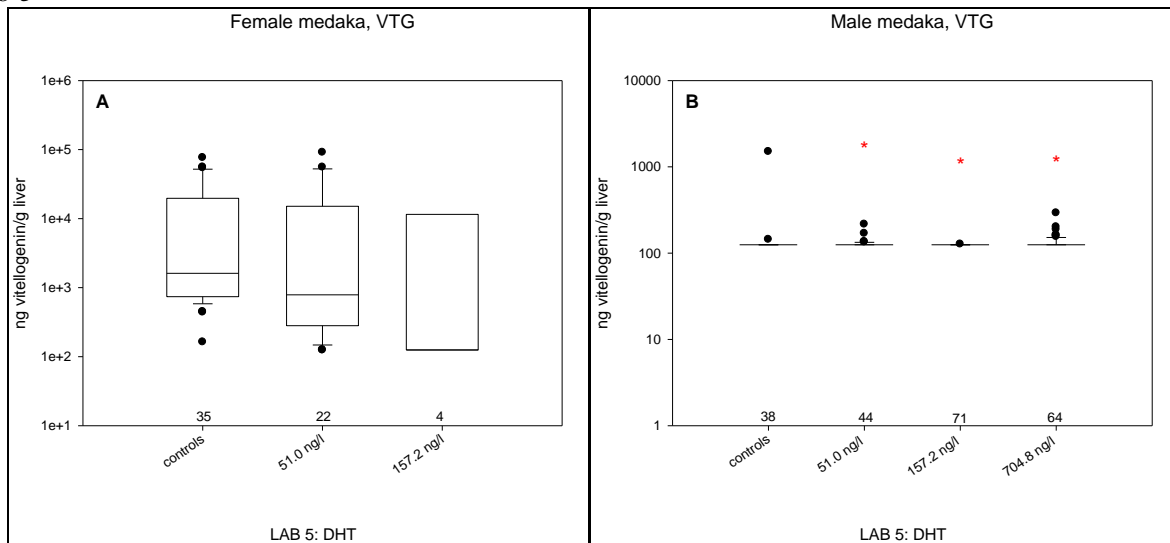 Female medaka, VTG
A
ng vitellogenin/g liver
1e+6
1e+5
1e+4
1e+3
1e+2
1e+1
35
22
4
controls
51.0 ng/l
157.2 ng/l
LAB 5: DHT
Male medaka, VTG
B
ng vitellogenin/g liver
10000
1000
100
10
1
*
*
*
38
44
71
64
controls
51.0 ng/l
157.2 ng/l
704.8 ng/l
LAB 5: DHT